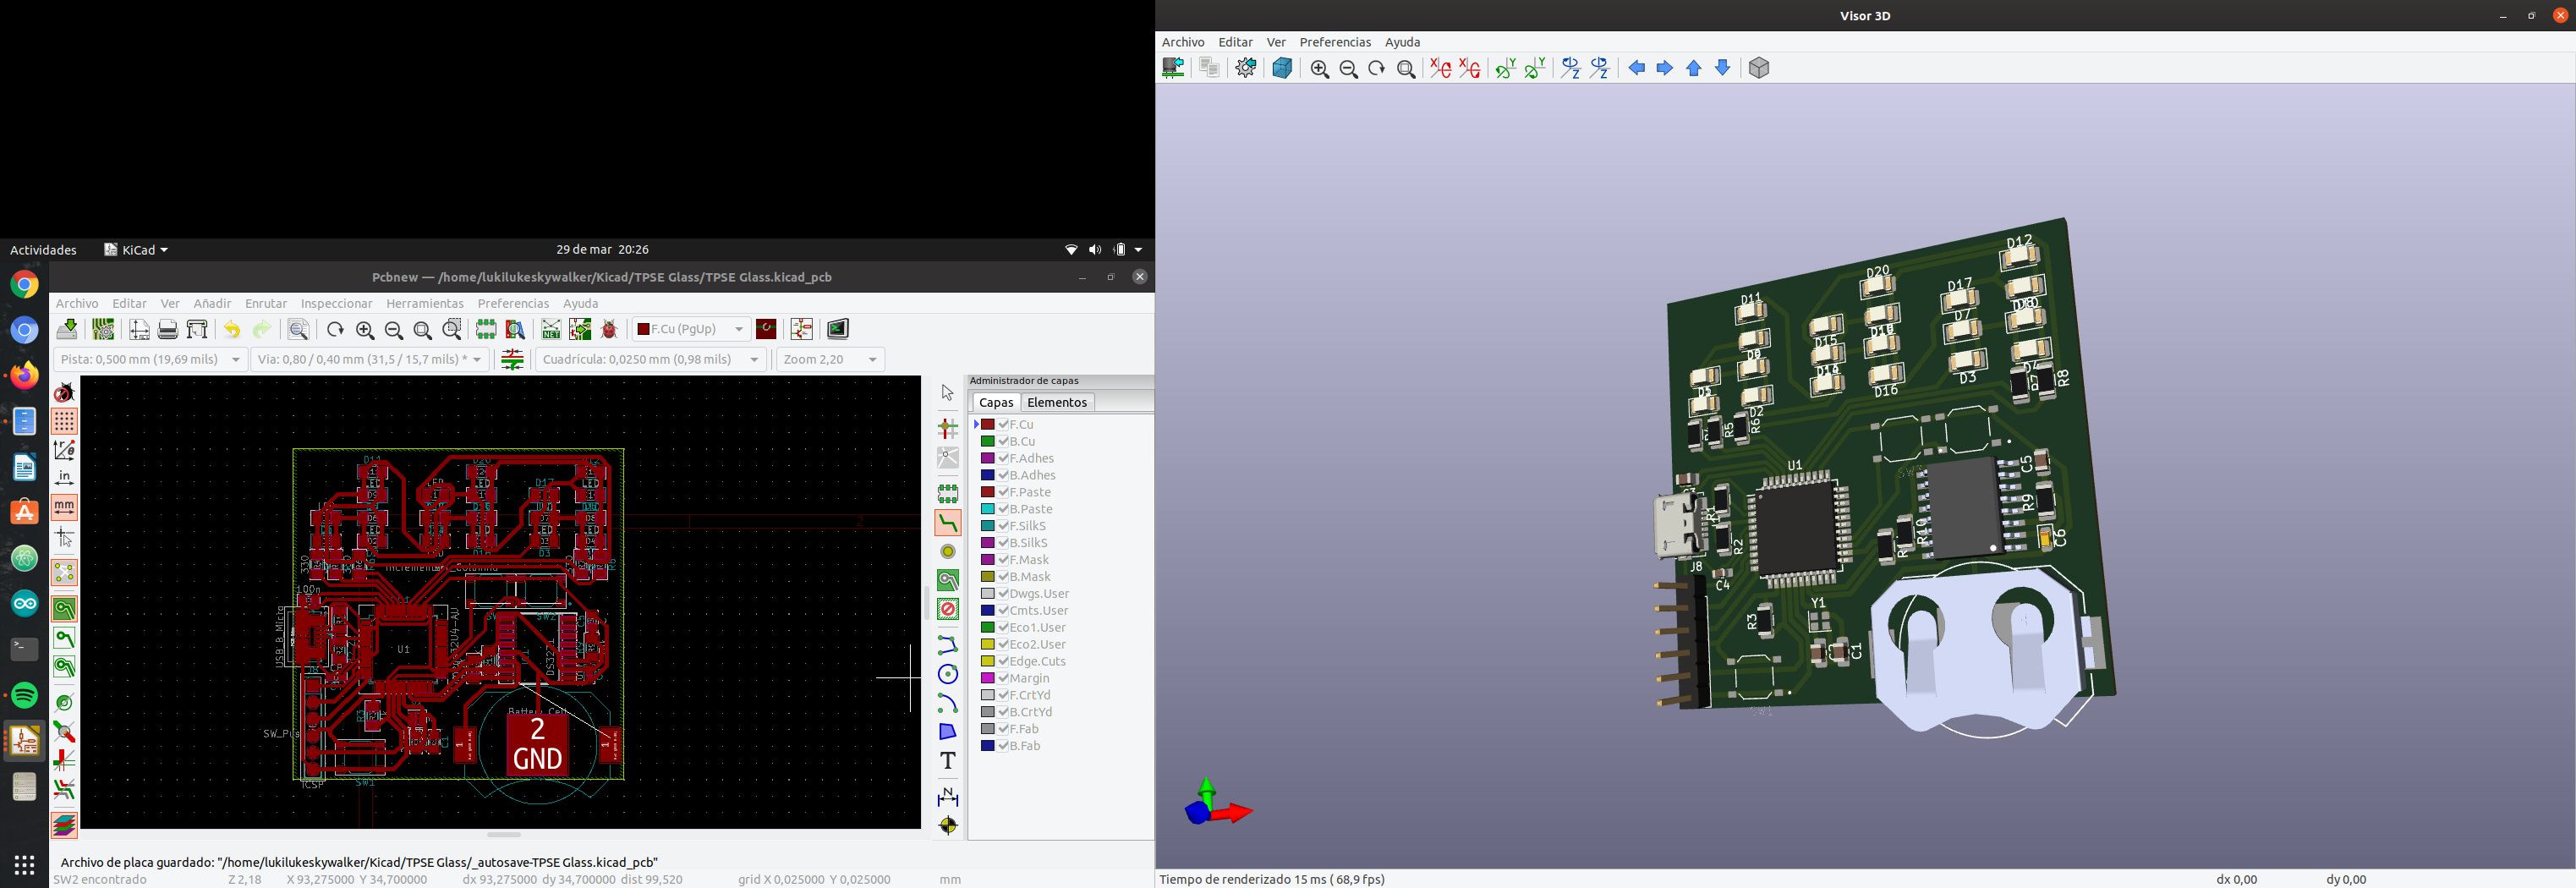 Visor 3D
Archivo Editar Ver Preferencias Ayuda
Actividades KiCad 29 de mar 20:26
Pcbnew — /home/lukilukeskywalker/Kicad/TPSE Glass/TPSE Glass.kicad_pcb
Archivo Editar Ver Añadir Enrutar Inspeccionar Herramientas Preferencias Ayuda
F.Cu (PgUp)
Pista: 0,500 mm (19,69 mils) Via: 0,80 / 0,40 mm (31,5 / 15,7 mils) * Cuadrícula: 0,0250 mm (0,98 mils) Zoom 2,20
Administrador de capas
Capas Elementos
F.Cu
B.Cu
F.Adhes
B.Adhes
F.Paste
B.Paste
F.SilkS
B.SilkS
F.Mask
B.Mask
Dwgs.User
Cmts.User
Eco1.User
Eco2.User
Edge.Cuts
Margin
F.CrtYd
B.CrtYd
F.Fab
B.Fab
in
mm
NET
USB_B_Micro
U1
100n
Battery_Cell
2
GND
1
1
ICSP
SW1
D12
D20
D11
D17
D7
D15
D14
D16
D3
D2
R8
R5
R6
U1
C5
R9
R10
C6
R2
J8
C4
R3
Y1
C1
SW1
Archivo de placa guardado: "/home/lukilukeskywalker/Kicad/TPSE Glass/_autosave-TPSE Glass.kicad_pcb"
SW2 encontrado Z 2,18 X 93,275000 Y 34,700000 dx 93,275000 dy 34,700000 dist 99,520 grid X 0,025000 Y 0,025000 mm
Tiempo de renderizado 15 ms ( 68,9 fps) dx 0,00 dy 0,00